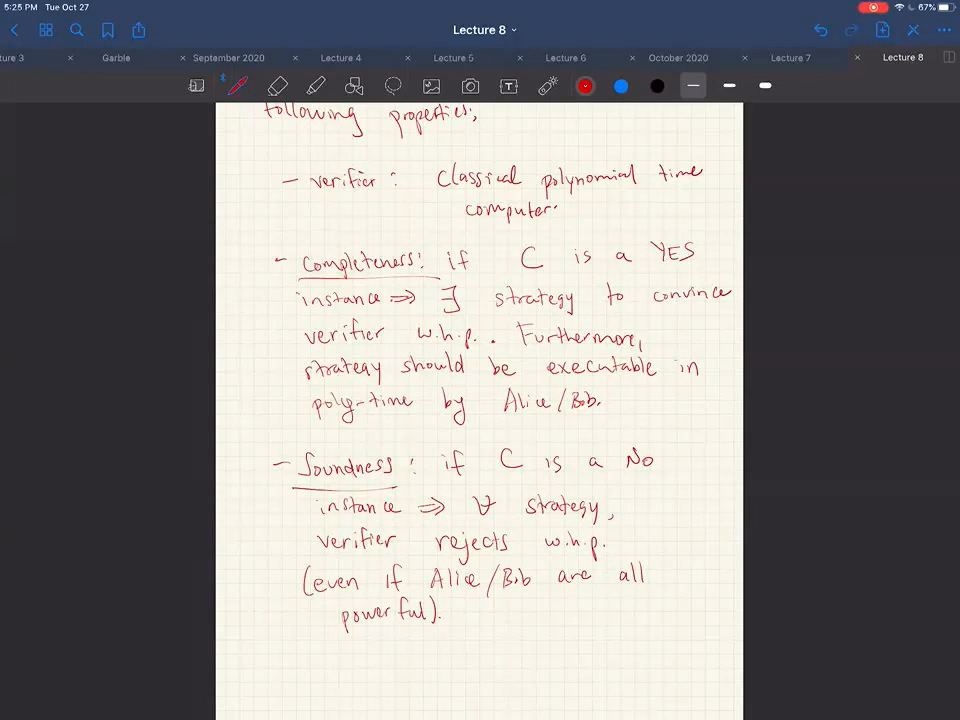 5:25 PM Tue Oct 27
67%
Lecture 8
ture 3
Garble
September 2020
Lecture 4
Lecture 5
Lecture 6
October 2020
Lecture 7
Lecture 8
following properties:
- verifier: Classical polynomial time
computer.
- Completeness: if C is a YES
instance ⇒ ∃ strategy to convince
verifier w.h.p. Furthermore,
strategy should be executable in
poly-time by Alice/Bob.
- Soundness: if C is a No
instance ⇒ ∀ strategy,
verifier rejects w.h.p.
(even if Alice/Bob are all
powerful).